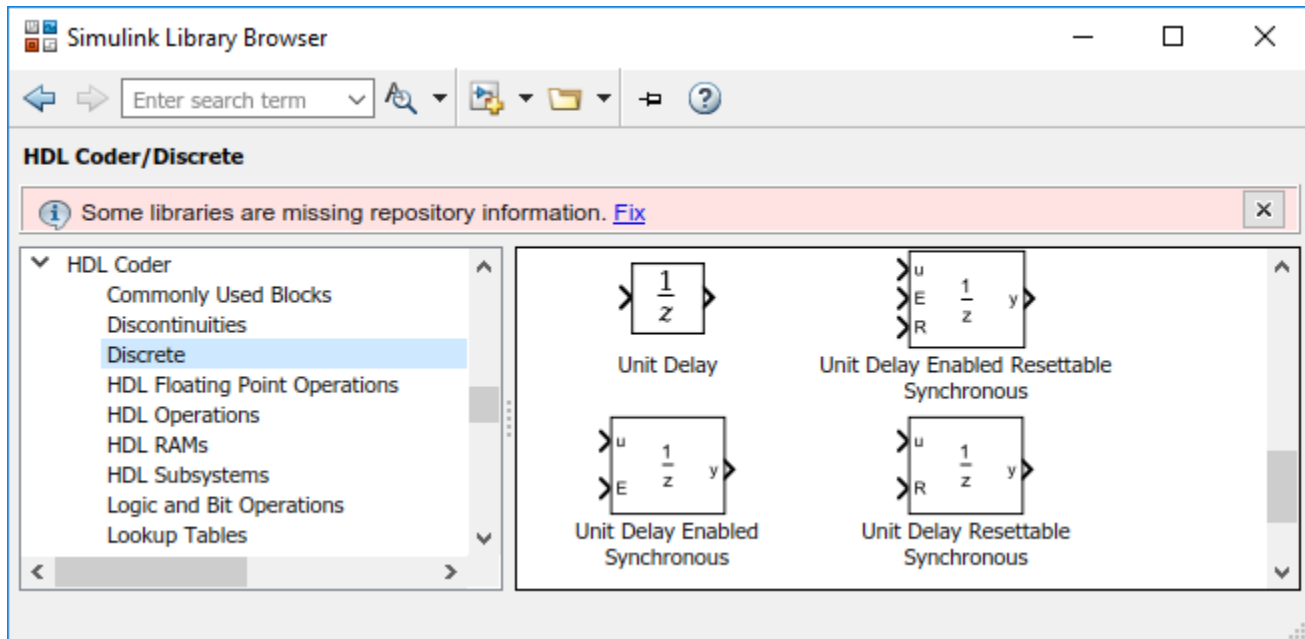 Simulink Library Browser
Enter search term
HDL Coder/Discrete
Some libraries are missing repository information. Fix
HDL Coder
Commonly Used Blocks
Discontinuities
Discrete
HDL Floating Point Operations
HDL Operations
HDL RAMs
HDL Subsystems
Logic and Bit Operations
Lookup Tables
1
z
Unit Delay
u
E
R
1
z
y
Unit Delay Enabled Resettable
Synchronous
u
E
1
z
y
Unit Delay Enabled
Synchronous
u
R
1
z
y
Unit Delay Resettable
Synchronous